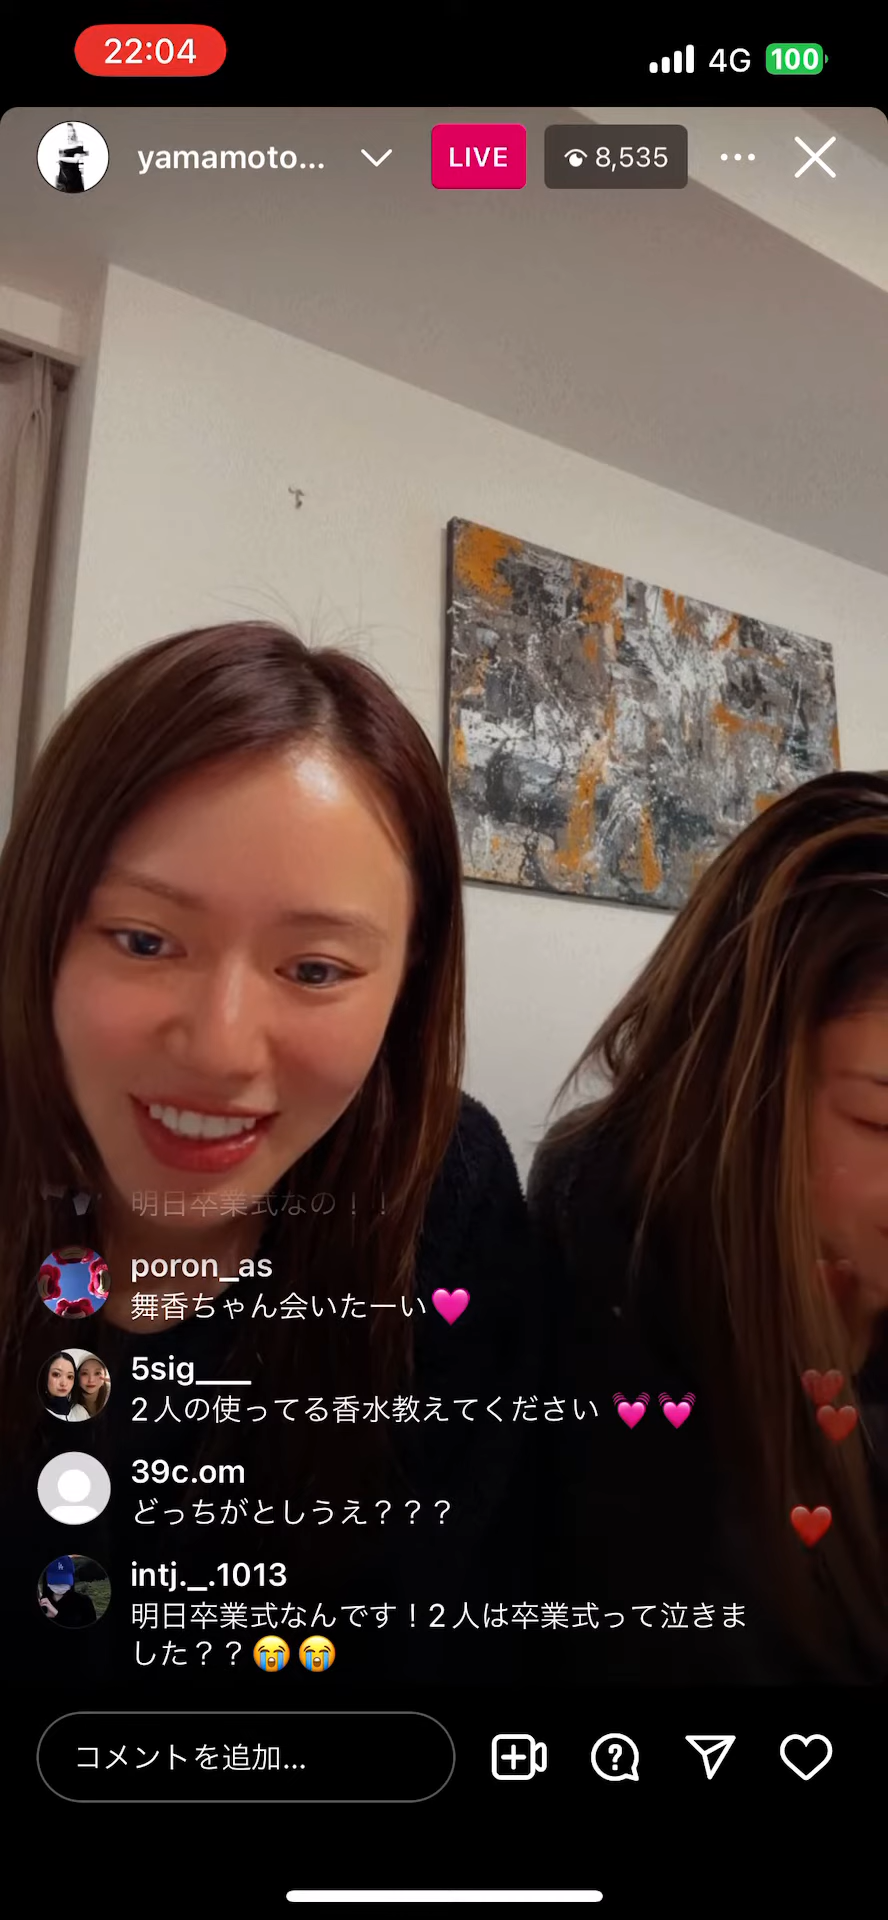 22:04
4G
100
yamamoto...
LIVE
8,535
明日卒業式なの！！
poron_as
舞香ちゃん会いたーい🩷
5sig___
2人の使ってる香水教えてください 💓💓
39c.om
どっちがとしうえ？？？
intj._.1013
明日卒業式なんです！2人は卒業式って泣きま
した？？😭😭
コメントを追加...